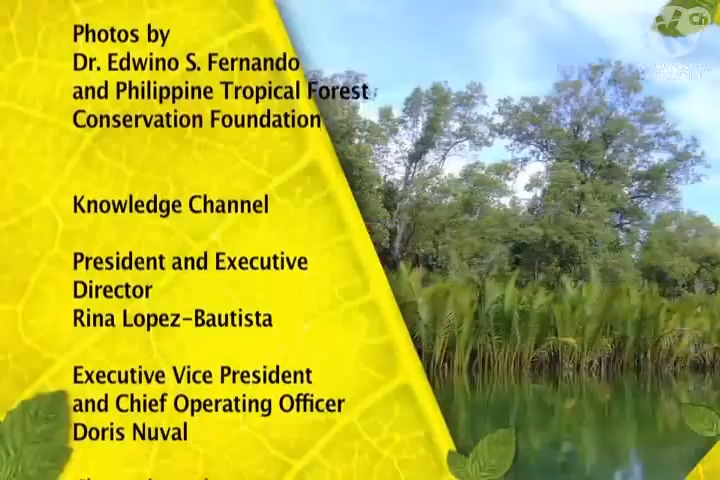 Photos by
Dr. Edwino S. Fernando
and Philippine Tropical Forest
Conservation Foundation
Knowledge Channel
President and Executive
Director
Rina Lopez-Bautista
Executive Vice President
and Chief Operating Officer
Doris Nuval
Ch